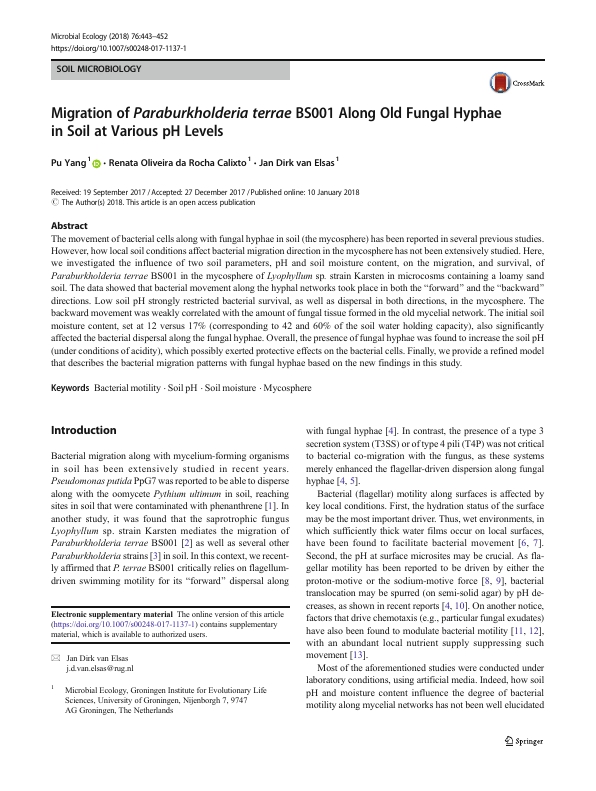 Microbial Ecology (2018) 76:443–452
https://doi.org/10.1007/s00248-017-1137-1
SOIL MICROBIOLOGY
CrossMark
Migration of Paraburkholderia terrae BS001 Along Old Fungal Hyphae
in Soil at Various pH Levels
Pu Yang 1 iD · Renata Oliveira da Rocha Calixto 1 · Jan Dirk van Elsas 1
Received: 19 September 2017 / Accepted: 27 December 2017 / Published online: 10 January 2018
© The Author(s) 2018. This article is an open access publication
Abstract
The movement of bacterial cells along with fungal hyphae in soil (the mycosphere) has been reported in several previous studies.
However, how local soil conditions affect bacterial migration direction in the mycosphere has not been extensively studied. Here,
we investigated the influence of two soil parameters, pH and soil moisture content, on the migration, and survival, of
Paraburkholderia terrae BS001 in the mycosphere of Lyophyllum sp. strain Karsten in microcosms containing a loamy sand
soil. The data showed that bacterial movement along the hyphal networks took place in both the “forward” and the “backward”
directions. Low soil pH strongly restricted bacterial survival, as well as dispersal in both directions, in the mycosphere. The
backward movement was weakly correlated with the amount of fungal tissue formed in the old mycelial network. The initial soil
moisture content, set at 12 versus 17% (corresponding to 42 and 60% of the soil water holding capacity), also significantly
affected the bacterial dispersal along the fungal hyphae. Overall, the presence of fungal hyphae was found to increase the soil pH
(under conditions of acidity), which possibly exerted protective effects on the bacterial cells. Finally, we provide a refined model
that describes the bacterial migration patterns with fungal hyphae based on the new findings in this study.
Keywords Bacterial motility · Soil pH · Soil moisture · Mycosphere
Introduction
Bacterial migration along with mycelium-forming organisms
in soil has been extensively studied in recent years.
Pseudomonas putida PpG7 was reported to be able to disperse
along with the oomycete Pythium ultimum in soil, reaching
sites in soil that were contaminated with phenanthrene [1]. In
another study, it was found that the saprotrophic fungus
Lyophyllum sp. strain Karsten mediates the migration of
Paraburkholderia terrae BS001 [2] as well as several other
Paraburkholderia strains [3] in soil. In this context, we recent-
ly affirmed that P. terrae BS001 critically relies on flagellum-
driven swimming motility for its “forward” dispersal along
Electronic supplementary material The online version of this article
(https://doi.org/10.1007/s00248-017-1137-1) contains supplementary
material, which is available to authorized users.
Jan Dirk van Elsas
j.d.van.elsas@rug.nl
1 Microbial Ecology, Groningen Institute for Evolutionary Life
Sciences, University of Groningen, Nijenborgh 7, 9747
AG Groningen, The Netherlands
with fungal hyphae [4]. In contrast, the presence of a type 3
secretion system (T3SS) or of type 4 pili (T4P) was not critical
to bacterial co-migration with the fungus, as these systems
merely enhanced the flagellar-driven dispersion along fungal
hyphae [4, 5].
Bacterial (flagellar) motility along surfaces is affected by
key local conditions. First, the hydration status of the surface
may be the most important driver. Thus, wet environments, in
which sufficiently thick water films occur on local surfaces,
have been found to facilitate bacterial movement [6, 7].
Second, the pH at surface microsites may be crucial. As fla-
gellar motility has been reported to be driven by either the
proton-motive or the sodium-motive force [8, 9], bacterial
translocation may be spurred (on semi-solid agar) by pH de-
creases, as shown in recent reports [4, 10]. On another notice,
factors that drive chemotaxis (e.g., particular fungal exudates)
have also been found to modulate bacterial motility [11, 12],
with an abundant local nutrient supply suppressing such
movement [13].
Most of the aforementioned studies were conducted under
laboratory conditions, using artificial media. Indeed, how soil
pH and moisture content influence the degree of bacterial
motility along mycelial networks has not been well elucidated
Springer